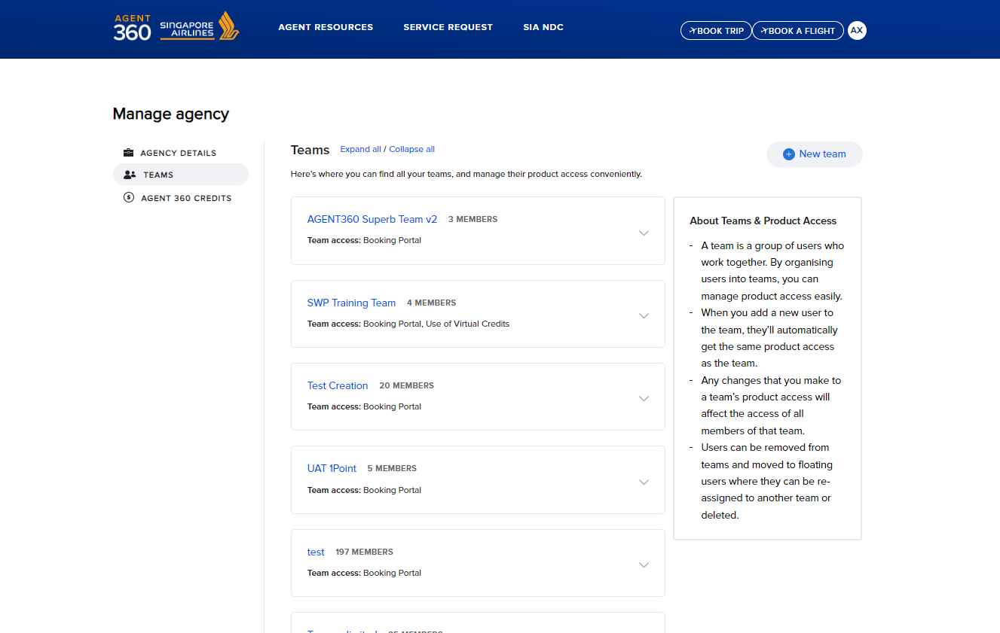 AGENT
360
SINGAPORE
AIRLINES
AGENT RESOURCES
SERVICE REQUEST
SIA NDC
BOOK TRIP
BOOK A FLIGHT
AX
Manage agency
AGENCY DETAILS
TEAMS
AGENT 360 CREDITS
Teams
Expand all / Collapse all
New team
Here's where you can find all your teams, and manage their product access conveniently.
AGENT360 Superb Team v2 3 MEMBERS
Team access: Booking Portal
SWP Training Team 4 MEMBERS
Team access: Booking Portal, Use of Virtual Credits
Test Creation 20 MEMBERS
Team access: Booking Portal
UAT 1Point 5 MEMBERS
Team access: Booking Portal
test 197 MEMBERS
Team access: Booking Portal
About Teams & Product Access
- A team is a group of users who
work together. By organising
users into teams, you can
manage product access easily.
- When you add a new user to
the team, they'll automatically
get the same product access
as the team.
- Any changes that you make to
a team's product access will
affect the access of all
members of that team.
- Users can be removed from
teams and moved to floating
users where they can be re-
assigned to another team or
deleted.